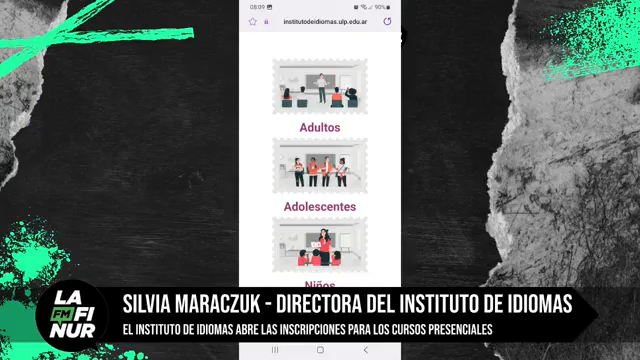 08:09
90%
institutodeidiomas.ulp.edu.ar
Adultos
Adolescentes
Niños
LA
FM FI
NUR
SILVIA MARACZUK - DIRECTORA DEL INSTITUTO DE IDIOMAS
EL INSTITUTO DE IDIOMAS ABRE LAS INSCRIPCIONES PARA LOS CURSOS PRESENCIALES